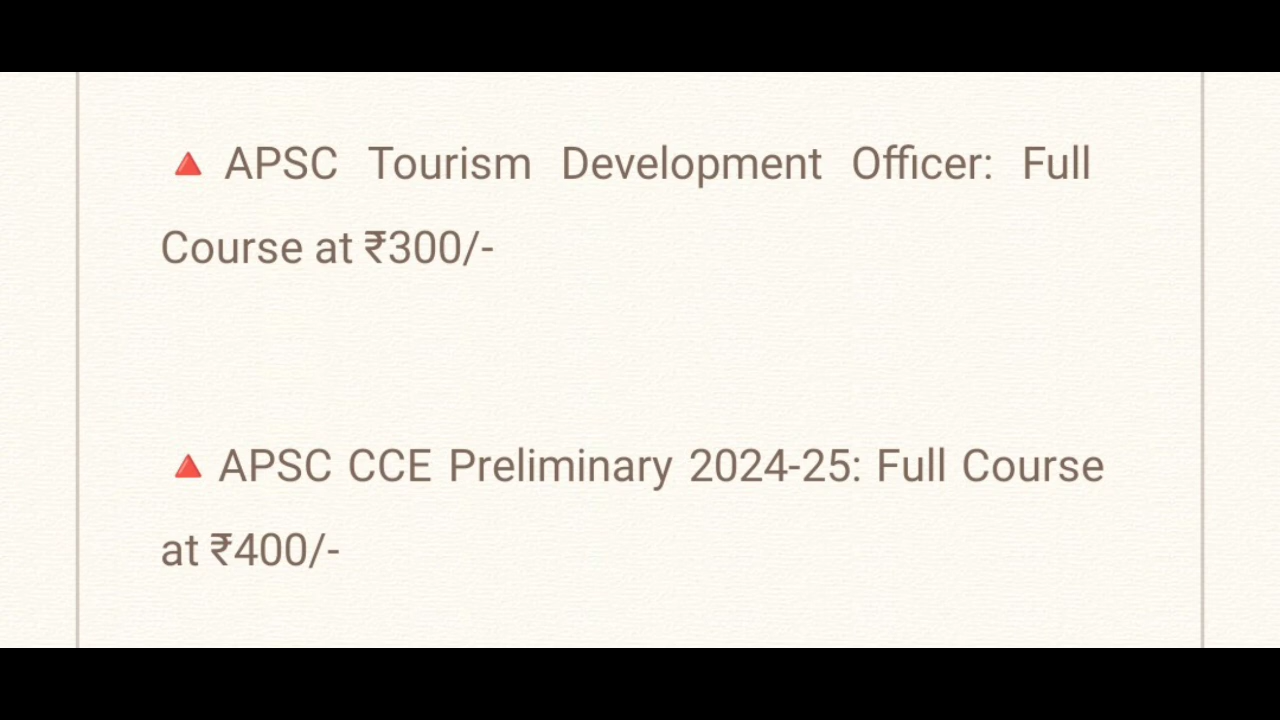 🔺 APSC Tourism Development Officer: Full
Course at ₹300/-
🔺 APSC CCE Preliminary 2024-25: Full Course
at ₹400/-